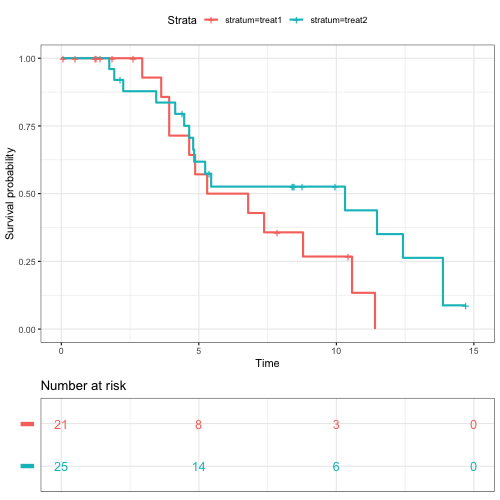 Strata stratum=treat1 stratum=treat2
1.00
0.75
0.50
0.25
0.00
Survival probability
0 5 10 15
Time
Number at risk
21 8 3 0
25 14 6 0